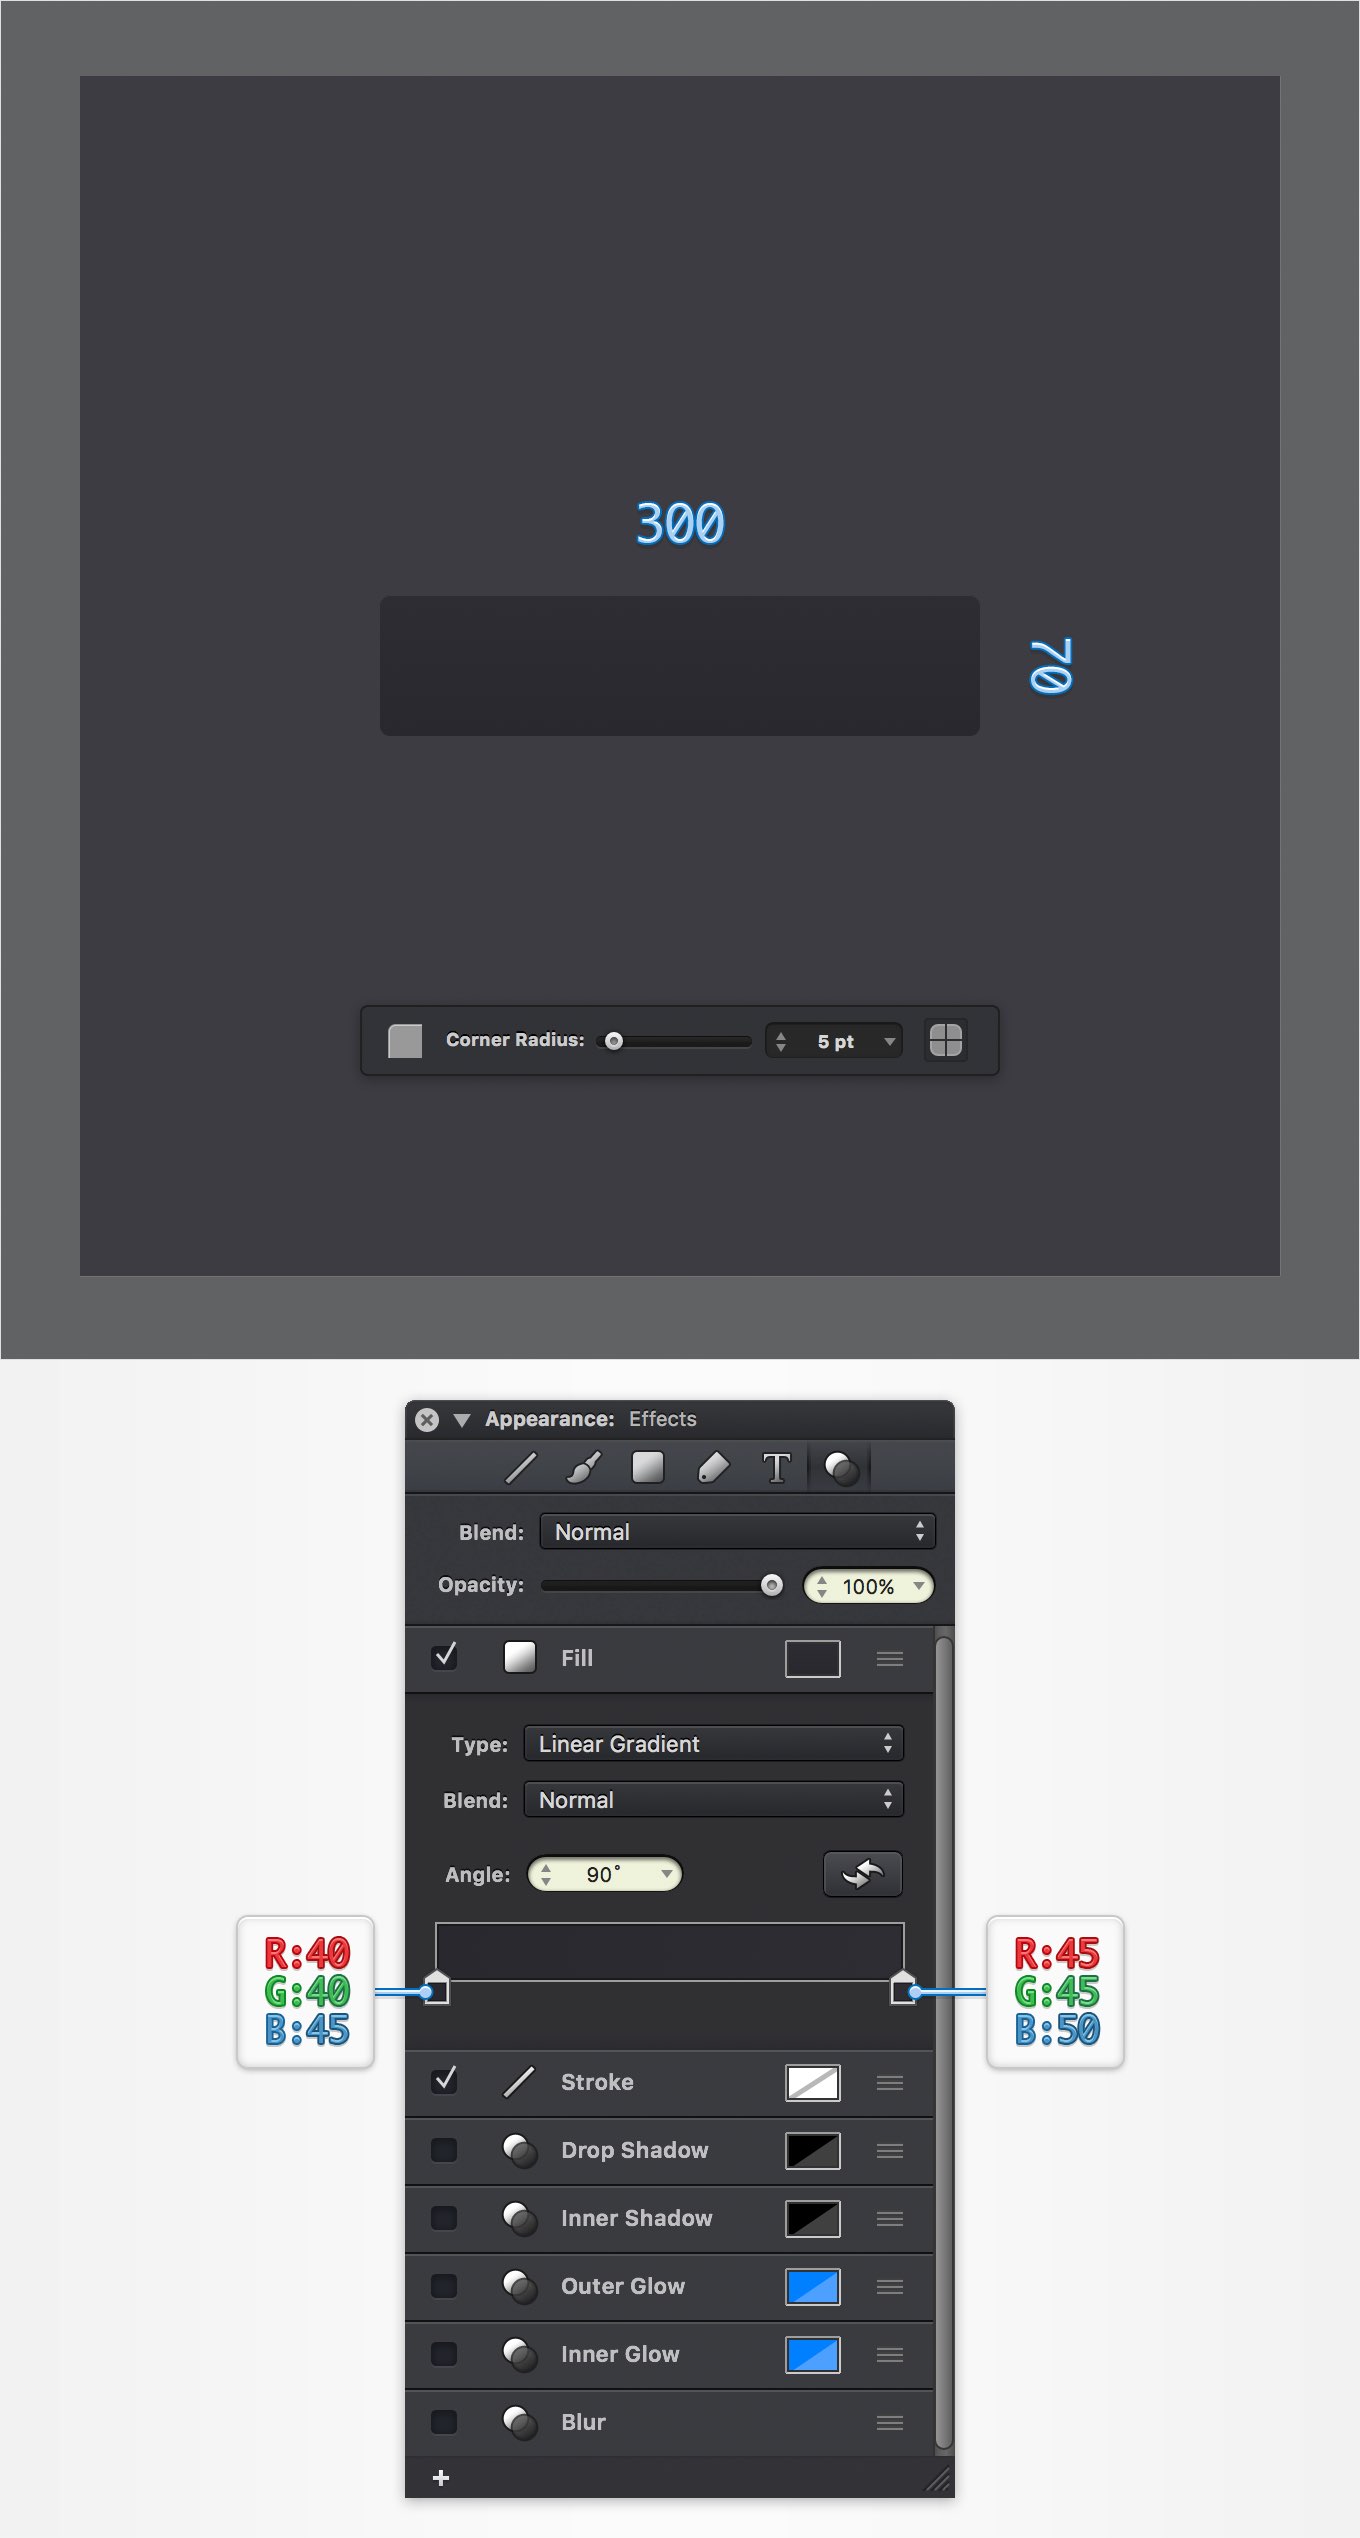 300
70
Corner Radius: 5 pt
Appearance: Effects
T
Blend: Normal
Opacity: 100%
Fill
Type: Linear Gradient
Blend: Normal
Angle: 90°
R:40
G:40
B:45
R:45
G:45
B:50
Stroke
Drop Shadow
Inner Shadow
Outer Glow
Inner Glow
Blur